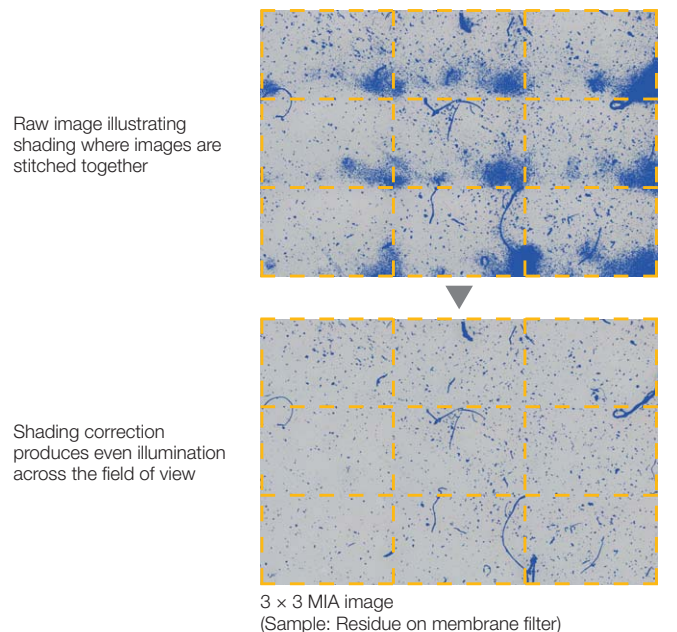 Raw image illustrating
shading where images are
stitched together
Shading correction
produces even illumination
across the field of view
3 × 3 MIA image
(Sample: Residue on membrane filter)